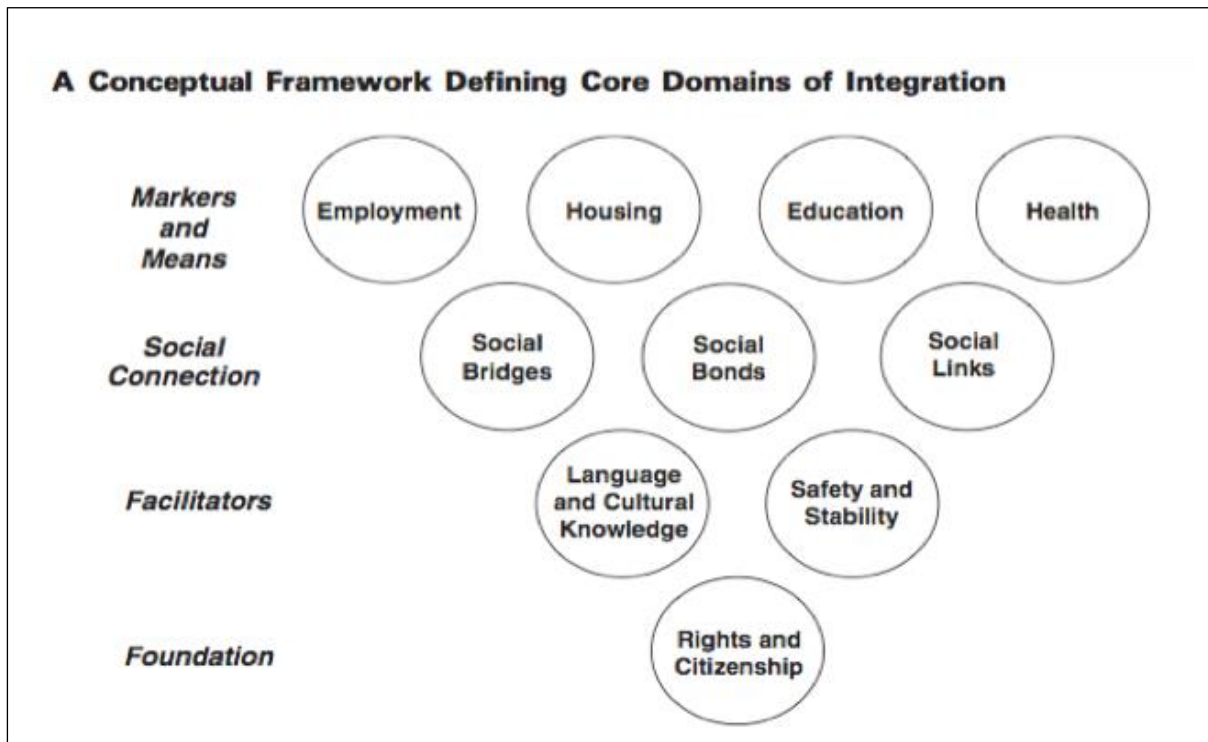 A Conceptual Framework Defining Core Domains of Integration
Markers
and
Means
Employment
Housing
Education
Health
Social
Connection
Social
Bridges
Social
Bonds
Social
Links
Facilitators
Language
and Cultural
Knowledge
Safety and
Stability
Foundation
Rights and
Citizenship